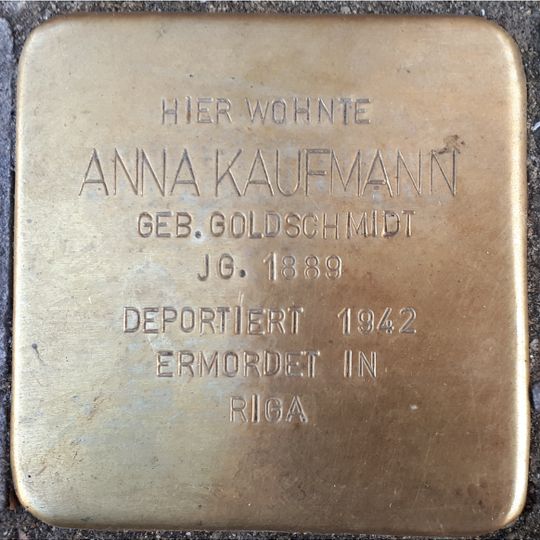 HIER WOHNTE
ANNA KAUFMANN
GEB. GOLDSCHMIDT
JG. 1889
DEPORTIERT 1942
ERMORDET IN
RIGA